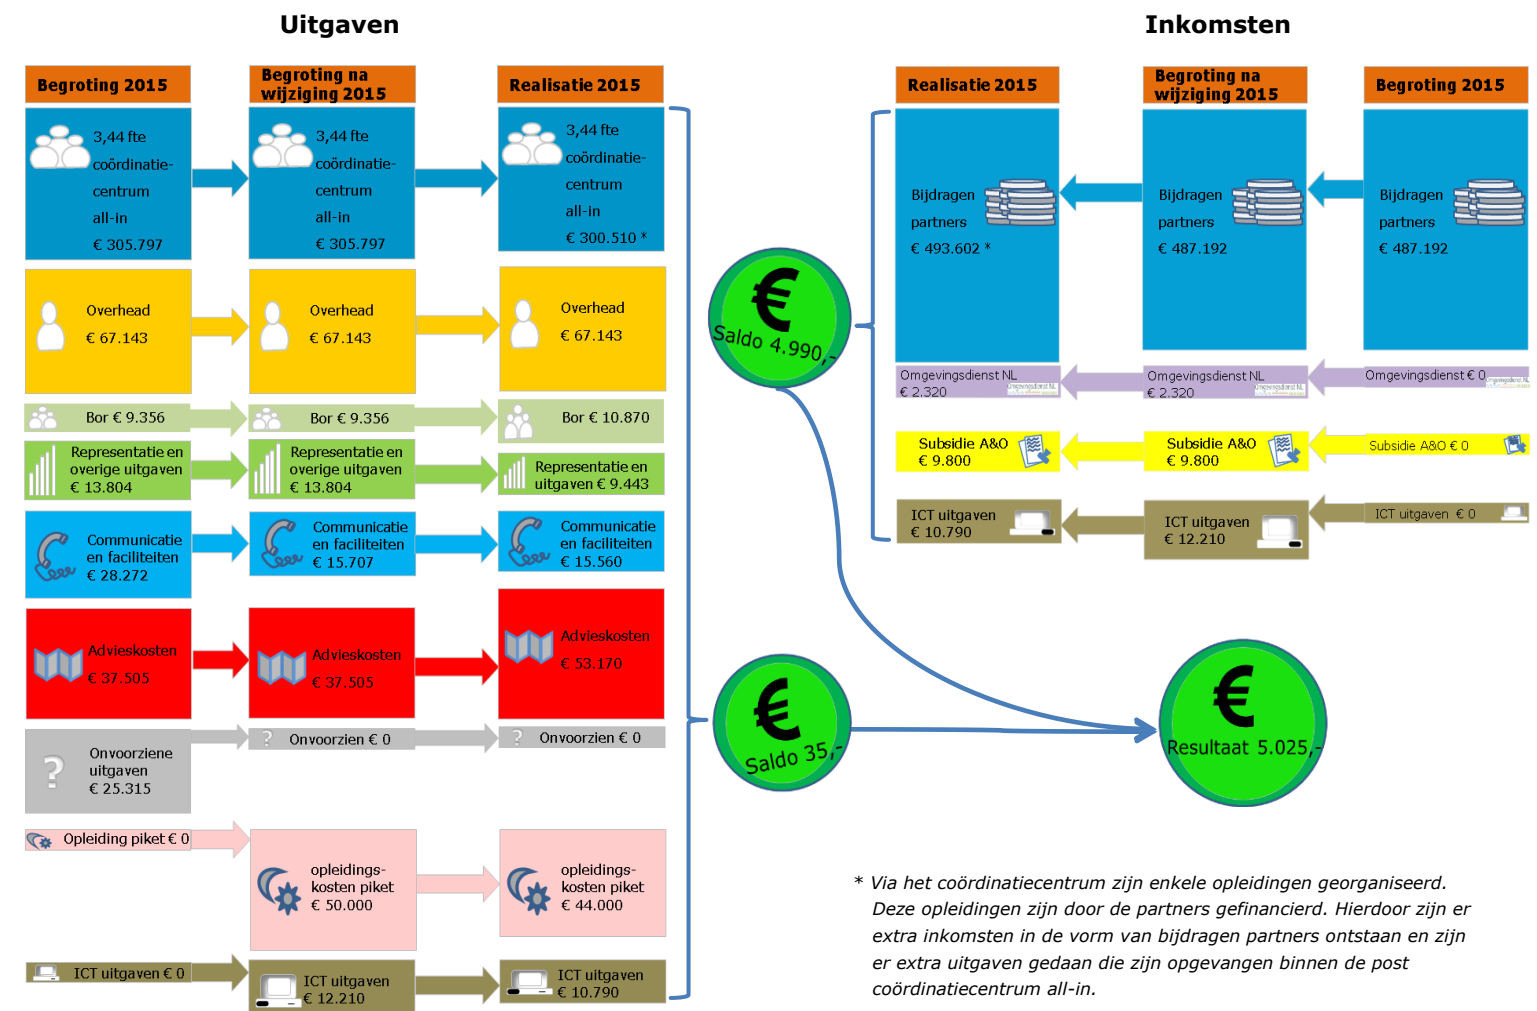 Uitgaven
Begroting 2015
3,44 fte
coördinatie-
centrum
all-in
€ 305.797
Overhead
€ 67.143
Bor € 9.356
Representatie en
overige uitgaven
€ 13.804
Communicatie
en faciliteiten
€ 28.272
Advieskosten
€ 37.505
?
Onvoorziene
uitgaven
€ 25.315
Opleiding piket € 0
ICT uitgaven € 0
Begroting na
wijziging 2015
3,44 fte
coördinatie-
centrum
all-in
€ 305.797
Overhead
€ 67.143
Bor € 9.356
Representatie en
overige uitgaven
€ 13.804
Communicatie
en faciliteiten
€ 15.707
Advieskosten
€ 37.505
? Onvoorzien € 0
opleidings-
kosten piket
€ 50.000
ICT uitgaven
€ 12.210
Realisatie 2015
3,44 fte
coördinatie-
centrum
all-in
€ 300.510 *
Overhead
€ 67.143
Bor € 10.870
Representatie en
uitgaven € 9.443
Communicatie
en faciliteiten
€ 15.560
Advieskosten
€ 53.170
? Onvoorzien € 0
opleidings-
kosten piket
€ 44.000
ICT uitgaven
€ 10.790
€
Saldo 4.990,-
€
Saldo 35,-
Inkomsten
Realisatie 2015
Bijdragen
partners
€ 493.602 *
Omgevingsdienst NL
€ 2.320
Omgevingsdienst.NL
Subsidie A&O
€ 9.800
ICT uitgaven
€ 10.790
Begroting na
wijziging 2015
Bijdragen
partners
€ 487.192
Omgevingsdienst NL
€ 2.320
Omgevingsdienst.NL
Subsidie A&O
€ 9.800
ICT uitgaven
€ 12.210
Begroting 2015
Bijdragen
partners
€ 487.192
Omgevingsdienst € 0
Omgevingsdienst.NL
Subsidie A&O € 0
ICT uitgaven € 0
€
Resultaat 5.025,-
* Via het coördinatiecentrum zijn enkele opleidingen georganiseerd.
Deze opleidingen zijn door de partners gefinancierd. Hierdoor zijn er
extra inkomsten in de vorm van bijdragen partners ontstaan en zijn
er extra uitgaven gedaan die zijn opgevangen binnen de post
coördinatiecentrum all-in.